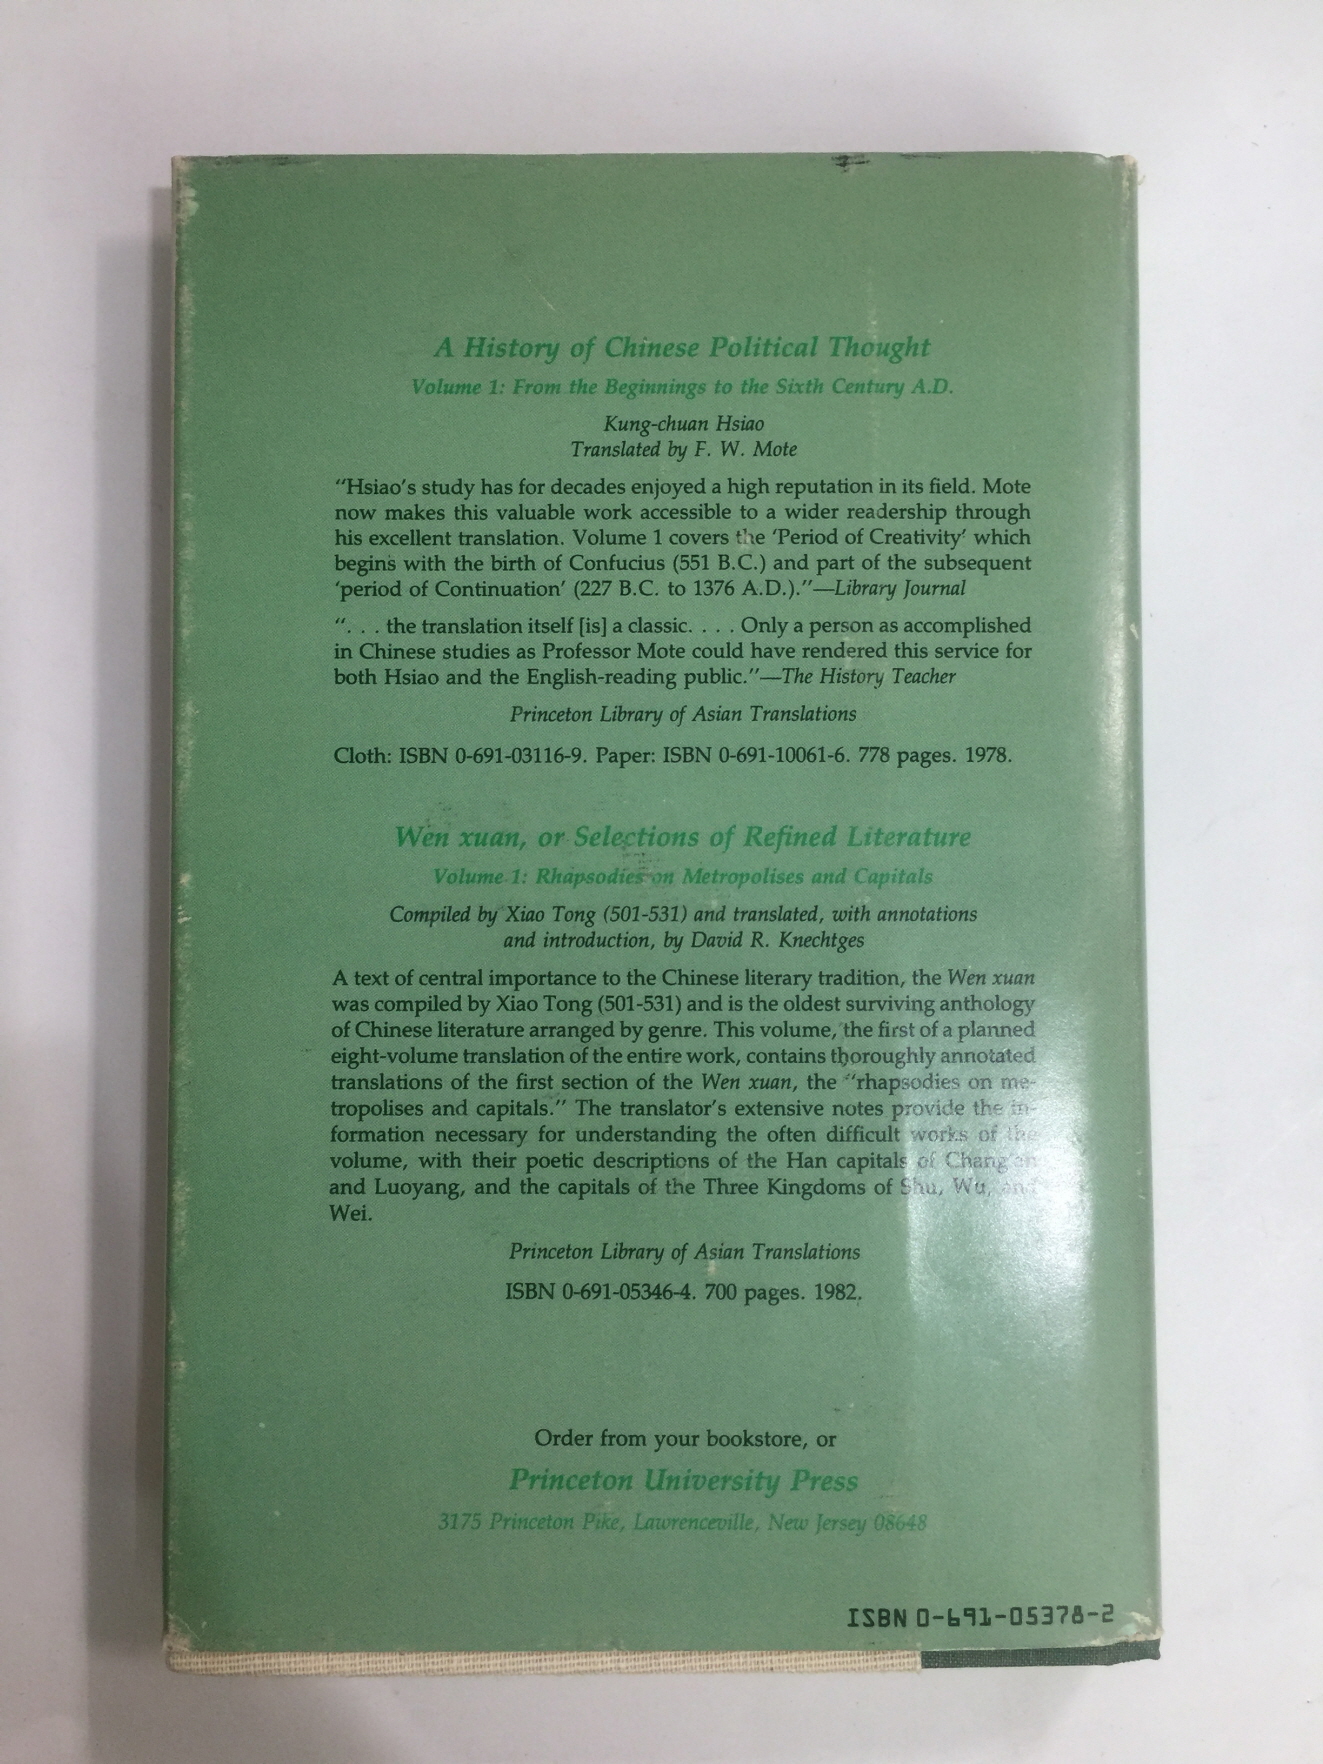 A History of Chinese Political Thought
Volume 1: From the Beginnings to the Sixth Century A.D.
Kung-chuan Hsiao
Translated by F. W. Mote
"Hsiao's study has for decades enjoyed a high reputation in its field. Mote
now makes this valuable work accessible to a wider readership through
his excellent translation. Volume 1 covers the 'Period of Creativity' which
begins with the birth of Confucius (551 B.C.) and part of the subsequent
'period of Continuation' (227 B.C. to 1376 A.D.)."—Library Journal
". . . the translation itself [is] a classic. . . . Only a person as accomplished
in Chinese studies as Professor Mote could have rendered this service for
both Hsiao and the English-reading public."—The History Teacher
Princeton Library of Asian Translations
Cloth: ISBN 0-691-03116-9. Paper: ISBN 0-691-10061-6. 778 pages. 1978.
Wen xuan, or Selections of Refined Literature
Volume 1: Rhapsodies on Metropolises and Capitals
Compiled by Xiao Tong (501-531) and translated, with annotations
and introduction, by David R. Knechtges
A text of central importance to the Chinese literary tradition, the Wen xuan
was compiled by Xiao Tong (501-531) and is the oldest surviving anthology
of Chinese literature arranged by genre. This volume, the first of a planned
eight-volume translation of the entire work, contains thoroughly annotated
translations of the first section of the Wen xuan, the "rhapsodies on me-
tropolises and capitals." The translator's extensive notes provide the in-
formation necessary for understanding the often difficult works of the
volume, with their poetic descriptions of the Han capitals of Chang'an
and Luoyang, and the capitals of the Three Kingdoms of Shu, Wu, and
Wei.
Princeton Library of Asian Translations
ISBN 0-691-05346-4. 700 pages. 1982.
Order from your bookstore, or
Princeton University Press
3175 Princeton Pike, Lawrenceville, New Jersey 08648
ISBN 0-691-05378-2